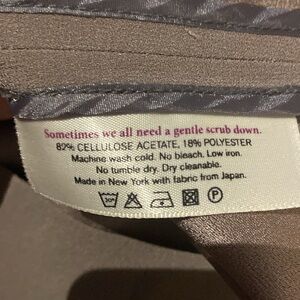 Sometimes we all need a gentle scrub down.
82% CELLULOSE ACETATE, 18% POLYESTER
Machine wash cold. No bleach. Low iron.
No tumble dry. Dry cleanable.
Made in New York with fabric from Japan.
30° P